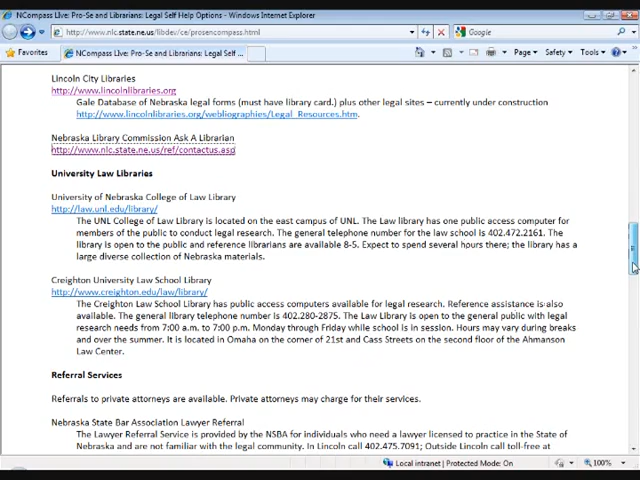 NCompass Live: Pro-Se and Librarians: Legal Self Help Options - Windows Internet Explorer
http://www.nlc.state.ne.us/libdev/ce/prosencompass.html
Google
Favorites
NCompass Live: Pro-Se and Librarians: Legal Self ...
Page
Safety
Tools
Lincoln City Libraries
http://www.lincolnlibraries.org
Gale Database of Nebraska legal forms (must have library card.) plus other legal sites – currently under construction
http://www.lincolnlibraries.org/webliographies/Legal_Resources.htm.
Nebraska Library Commission Ask A Librarian
http://www.nlc.state.ne.us/ref/contactus.asp
University Law Libraries
University of Nebraska College of Law Library
http://law.unl.edu/library/
The UNL College of Law Library is located on the east campus of UNL. The Law library has one public access computer for
members of the public to conduct legal research. The general telephone number for the law school is 402.472.2161. The
library is open to the public and reference librarians are available 8-5. Expect to spend several hours there; the library has a
large diverse collection of Nebraska materials.
Creighton University Law School Library
http://www.creighton.edu/law/library/
The Creighton Law School Library has public access computers available for legal research. Reference assistance is also
available. The general library telephone number is 402.280-2875. The Law Library is open to the general public with legal
research needs from 7:00 a.m. to 7:00 p.m. Monday through Friday while school is in session. Hours may vary during breaks
and over the summer. It is located in Omaha on the corner of 21st and Cass Streets on the second floor of the Ahmanson
Law Center.
Referral Services
Referrals to private attorneys are available. Private attorneys may charge for their services.
Nebraska State Bar Association Lawyer Referral
The Lawyer Referral Service is provided by the NSBA for individuals who need a lawyer licensed to practice in the State of
Nebraska and are not familiar with the legal community. In Lincoln call 402.475.7091; Outside Lincoln call toll-free at
Local intranet | Protected Mode: On
100%